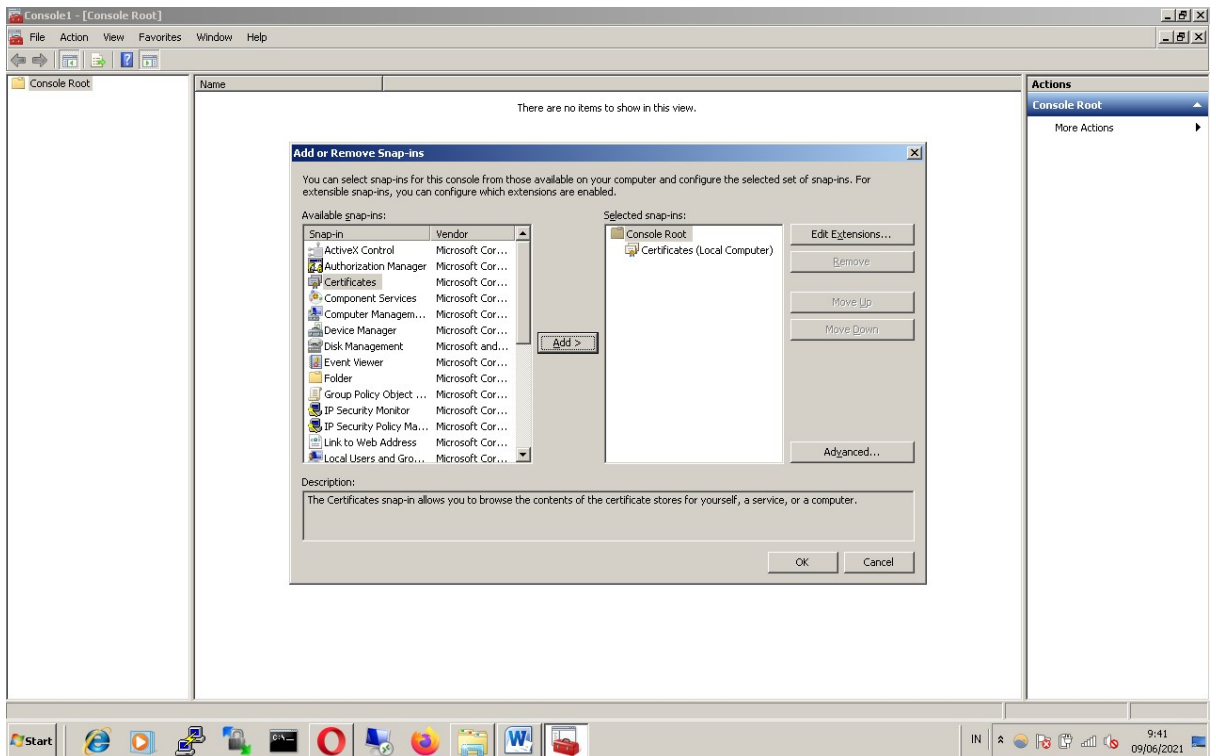 Console1 - [Console Root]
File Action View Favorites Window Help
Console Root
Name
There are no items to show in this view.
Actions
Console Root
More Actions
Add or Remove Snap-ins
You can select snap-ins for this console from those available on your computer and configure the selected set of snap-ins. For
extensible snap-ins, you can configure which extensions are enabled.
Available snap-ins:
Snap-in Vendor
ActiveX Control Microsoft Cor...
Authorization Manager Microsoft Cor...
Certificates Microsoft Cor...
Component Services Microsoft Cor...
Computer Managem... Microsoft Cor...
Device Manager Microsoft Cor...
Disk Management Microsoft and...
Event Viewer Microsoft Cor...
Folder Microsoft Cor...
Group Policy Object ... Microsoft Cor...
IP Security Monitor Microsoft Cor...
IP Security Policy Ma... Microsoft Cor...
Link to Web Address Microsoft Cor...
Local Users and Gro... Microsoft Cor...
Add >
Selected snap-ins:
Console Root
Certificates (Local Computer)
Edit Extensions...
Remove
Move Up
Move Down
Advanced...
Description:
The Certificates snap-in allows you to browse the contents of the certificate stores for yourself, a service, or a computer.
OK Cancel
Start
IN
9:41
09/06/2021